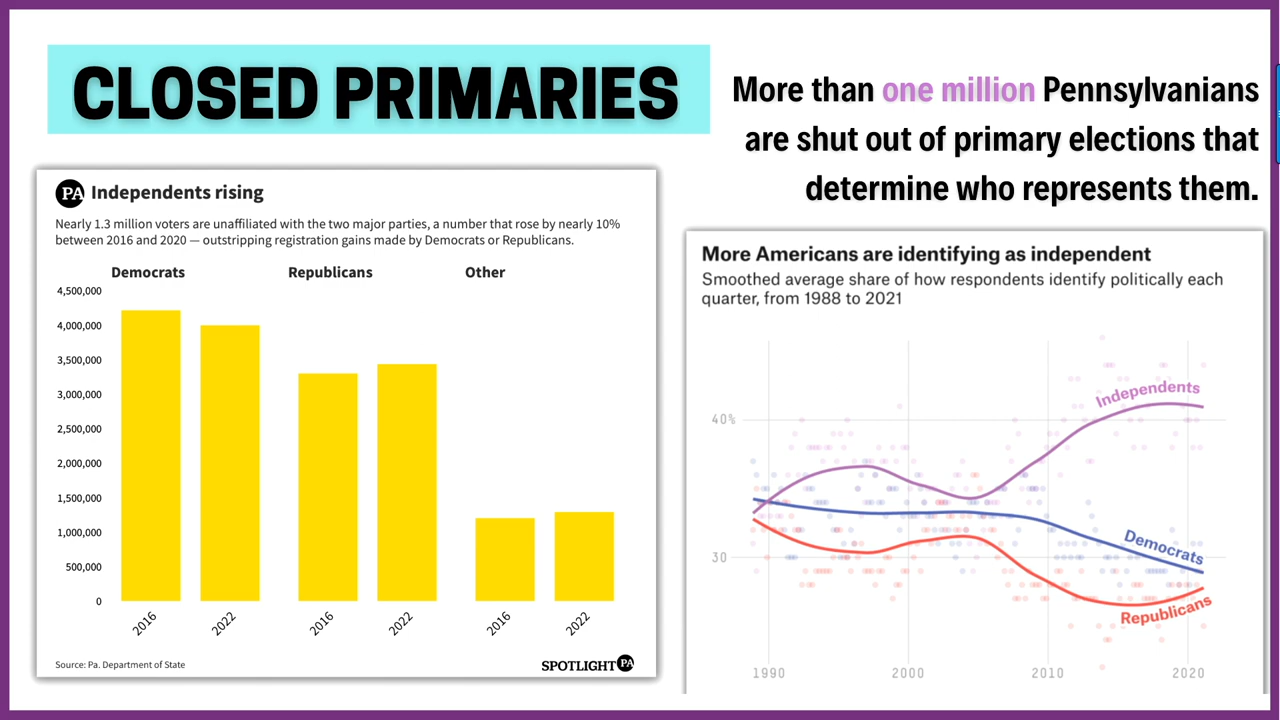 CLOSED PRIMARIES
More than one million Pennsylvanians
are shut out of primary elections that
determine who represents them.
PA Independents rising
Nearly 1.3 million voters are unaffiliated with the two major parties, a number that rose by nearly 10%
between 2016 and 2020 — outstripping registration gains made by Democrats or Republicans.
Democrats Republicans Other
4,500,000
4,000,000
3,500,000
3,000,000
2,500,000
2,000,000
1,500,000
1,000,000
500,000
0
2016 2022 2016 2022 2016 2022
Source: Pa. Department of State
SPOTLIGHT PA
More Americans are identifying as independent
Smoothed average share of how respondents identify politically each
quarter, from 1988 to 2021
Independents
40%
Democrats
30
Republicans
1990 2000 2010 2020